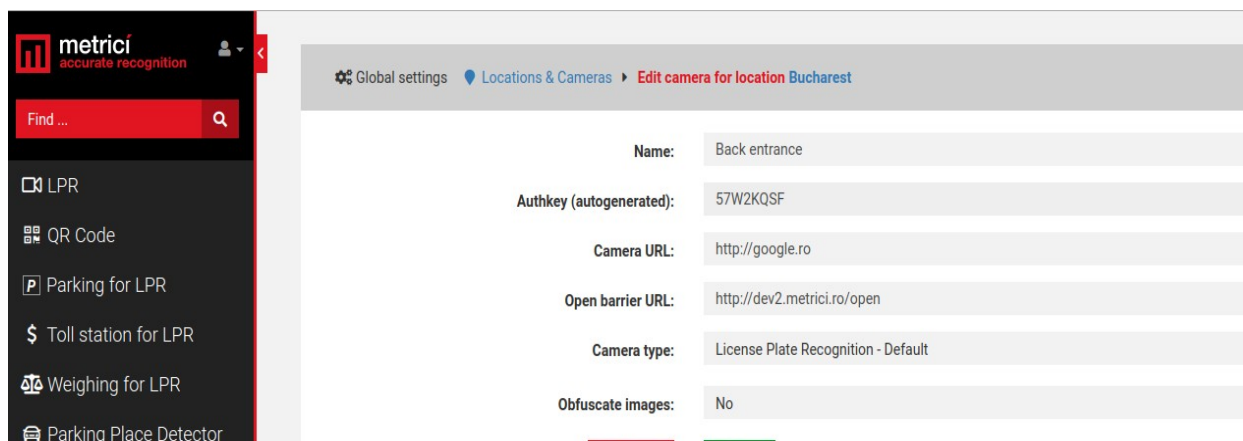 metrici
accurate recognition
Find ...
LPR
QR Code
Parking for LPR
$ Toll station for LPR
Weighing for LPR
Parking Place Detector
Global settings Locations & Cameras Edit camera for location Bucharest
Name: Back entrance
Authkey (autogenerated): 57W2KQSF
Camera URL: http://google.ro
Open barrier URL: http://dev2.metrici.ro/open
Camera type: License Plate Recognition - Default
Obfuscate images: No